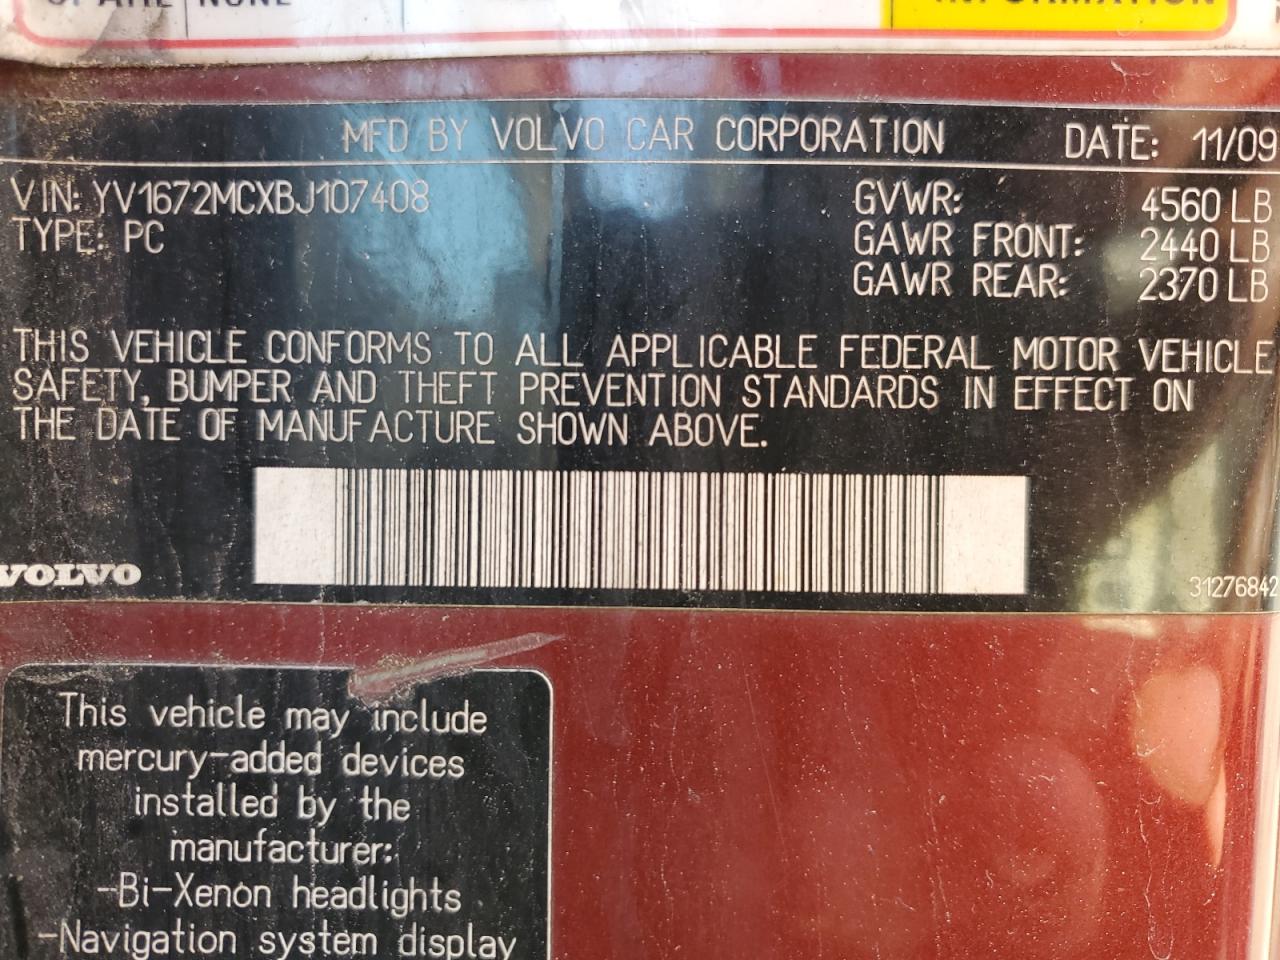 SPARE NONE
INFORMATION
MFD BY VOLVO CAR CORPORATION DATE: 11/09
VIN: YV1672MCXBJ107408 GVWR: 4560 LB
TYPE: PC GAWR FRONT: 2440 LB
GAWR REAR: 2370 LB
THIS VEHICLE CONFORMS TO ALL APPLICABLE FEDERAL MOTOR VEHICLE
SAFETY, BUMPER AND THEFT PREVENTION STANDARDS IN EFFECT ON
THE DATE OF MANUFACTURE SHOWN ABOVE.
VOLVO
31276842
This vehicle may include
mercury-added devices
installed by the
manufacturer:
-Bi-Xenon headlights
-Navigation system display